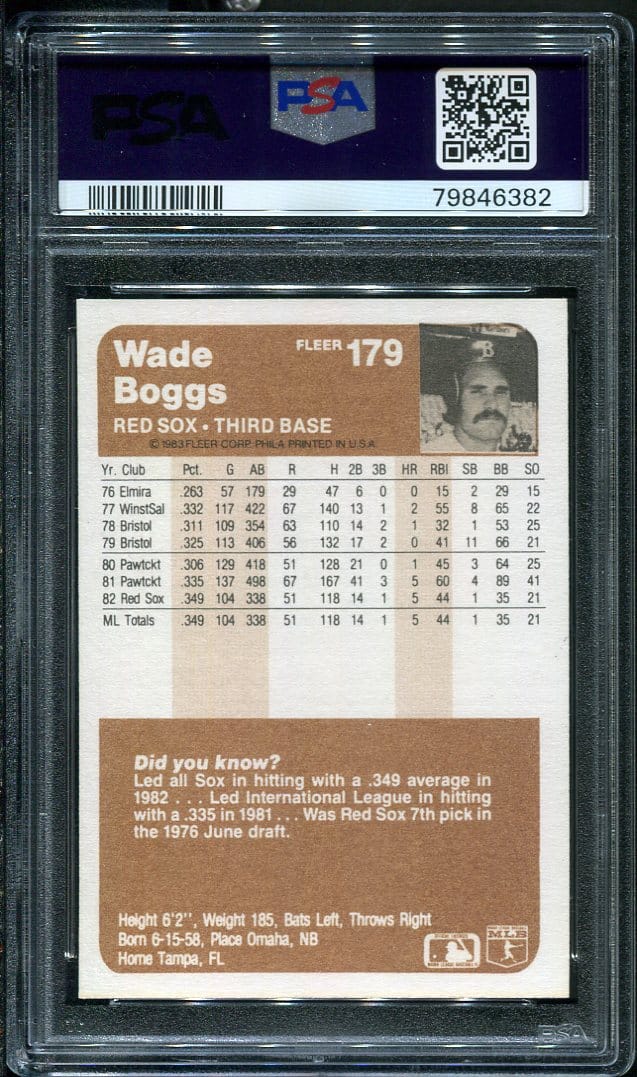 PSA
PSA
79846382
Wade
Boggs
FLEER 179
B
RED SOX • THIRD BASE
© 1983 FLEER CORP. PHILA PRINTED IN U.S.A.
Yr. Club Pct. G AB R H 2B 3B HR RBI SB BB SO
76 Elmira .263 57 179 29 47 6 0 0 15 2 29 15
77 WinstSal .332 117 422 67 140 13 1 2 55 8 65 22
78 Bristol .311 109 354 63 110 14 2 1 32 1 53 25
79 Bristol .325 113 406 56 132 17 2 0 41 11 66 21
80 Pawtckt .306 129 418 51 128 21 0 1 45 3 64 25
81 Pawtckt .335 137 498 67 167 41 3 5 60 4 89 41
82 Red Sox .349 104 338 51 118 14 1 5 44 1 35 21
ML Totals .349 104 338 51 118 14 1 5 44 1 35 21
Did you know?
Led all Sox in hitting with a .349 average in
1982 . . . Led International League in hitting
with a .335 in 1981 . . . Was Red Sox 7th pick in
the 1976 June draft.
Height 6'2'', Weight 185, Bats Left, Throws Right
Born 6-15-58, Place Omaha, NB
Home Tampa, FL
MLB
PSA